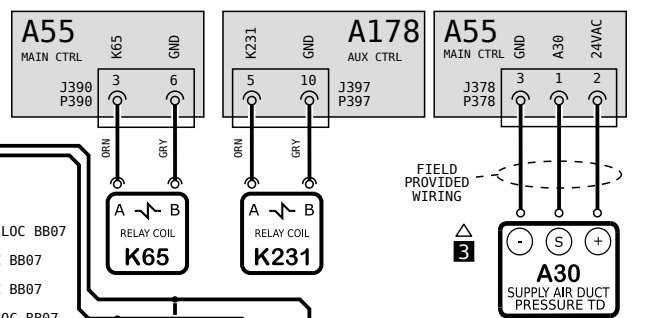 A55
MAIN CTRL
K65
GND
3
6
J390
P390
ORN
GRY
A B
RELAY COIL
K65
A178
AUX CTRL
K231
GND
5
10
J397
P397
ORN
GRY
A B
RELAY COIL
K231
A55
MAIN CTRL
GND
A30
24VAC
3
1
2
J378
P378
FIELD
PROVIDED
WIRING
3
- S +
A30
SUPPLY AIR DUCT
PRESSURE TD
LOC BB07
BB07
BB07
BB07